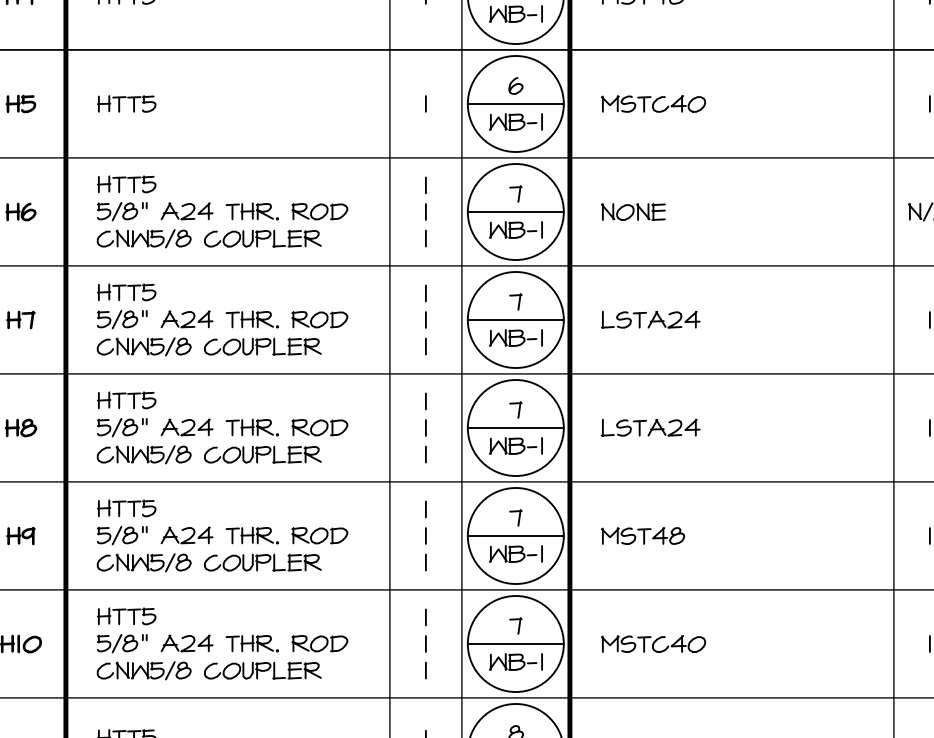 WB-1
H5 HTT5 1 6 WB-1 MSTC40 1
H6 HTT5 1 7 WB-1 NONE
5/8" A24 THR. ROD 1
CNW5/8 COUPLER 1
H7 HTT5 1 7 WB-1 LSTA24 1
5/8" A24 THR. ROD 1
CNW5/8 COUPLER 1
H8 HTT5 1 7 WB-1 LSTA24 1
5/8" A24 THR. ROD 1
CNW5/8 COUPLER 1
H9 HTT5 1 7 WB-1 MST48 1
5/8" A24 THR. ROD 1
CNW5/8 COUPLER 1
H10 HTT5 1 7 WB-1 MSTC40 1
5/8" A24 THR. ROD 1
CNW5/8 COUPLER 1
HTT5 1 8